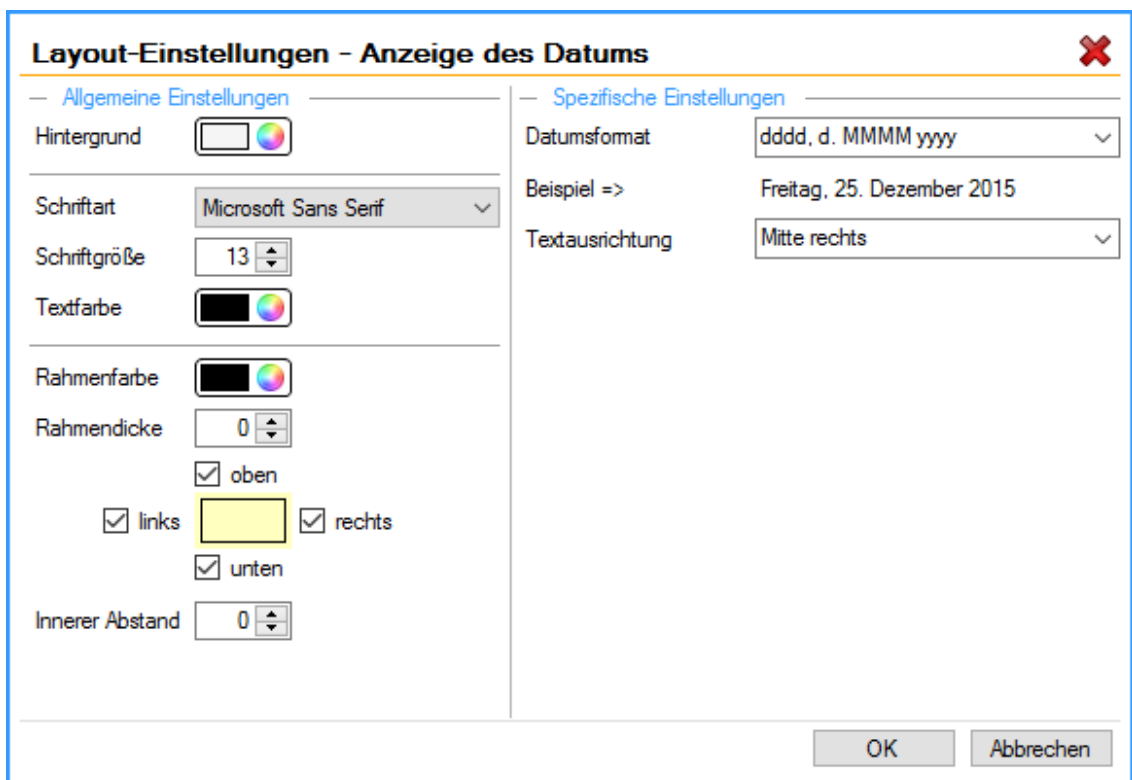 Layout-Einstellungen - Anzeige des Datums
Allgemeine Einstellungen
Hintergrund
Schriftart
Microsoft Sans Serif
Schriftgröße
13
Textfarbe
Rahmenfarbe
Rahmendicke
0
oben
links
rechts
unten
Innerer Abstand
0
Spezifische Einstellungen
Datumsformat
dddd, d. MMMM yyyy
Beispiel =>
Freitag, 25. Dezember 2015
Textausrichtung
Mitte rechts
OK
Abbrechen